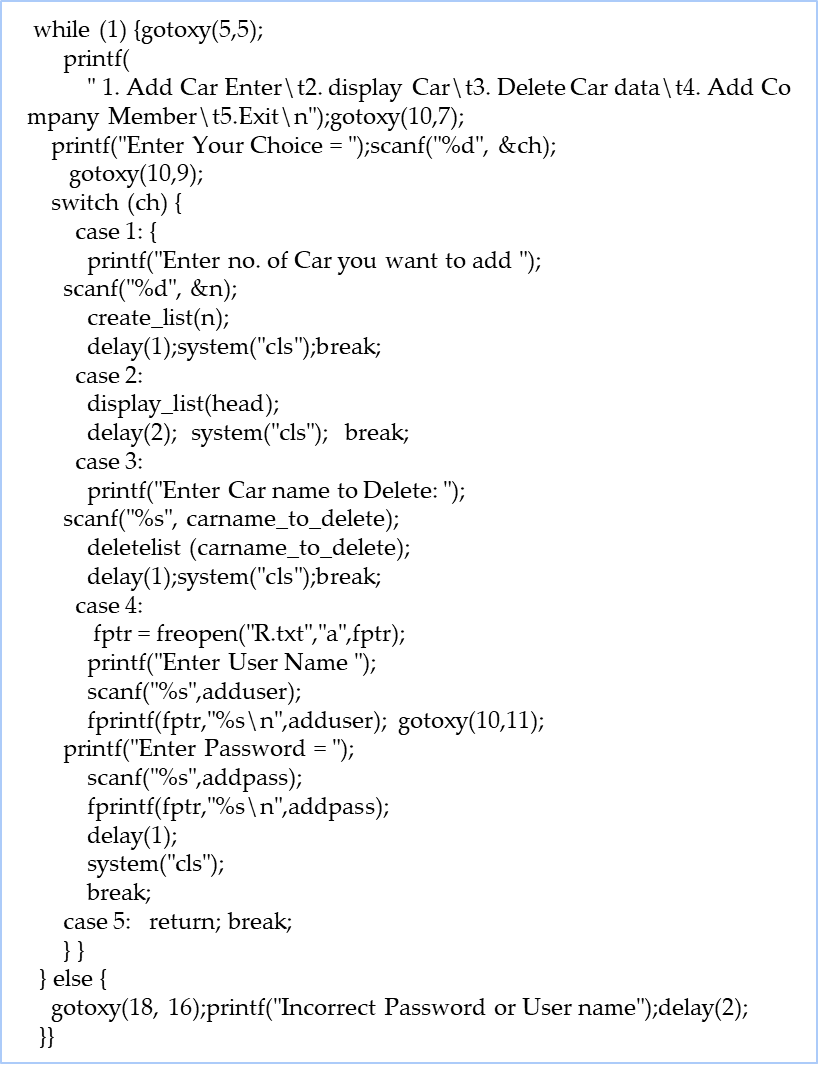 while (1) {gotoxy(5,5);
printf(
" 1. Add Car Enter\t2. display Car\t3. Delete Car data\t4. Add Co
mpany Member\t5.Exit\n");gotoxy(10,7);
printf("Enter Your Choice = ");scanf("%d", &ch);
gotoxy(10,9);
switch (ch) {
case 1: {
printf("Enter no. of Car you want to add ");
scanf("%d", &n);
create_list(n);
delay(1);system("cls");break;
case 2:
display_list(head);
delay(2); system("cls"); break;
case 3:
printf("Enter Car name to Delete: ");
scanf("%s", carname_to_delete);
deletelist (carname_to_delete);
delay(1);system("cls");break;
case 4:
fptr = freopen("R.txt","a",fptr);
printf("Enter User Name ");
scanf("%s",adduser);
fprintf(fptr,"%s\n",adduser); gotoxy(10,11);
printf("Enter Password = ");
scanf("%s",addpass);
fprintf(fptr,"%s\n",addpass);
delay(1);
system("cls");
break;
case 5: return; break;
} }
} else {
gotoxy(18, 16);printf("Incorrect Password or User name");delay(2);
}}